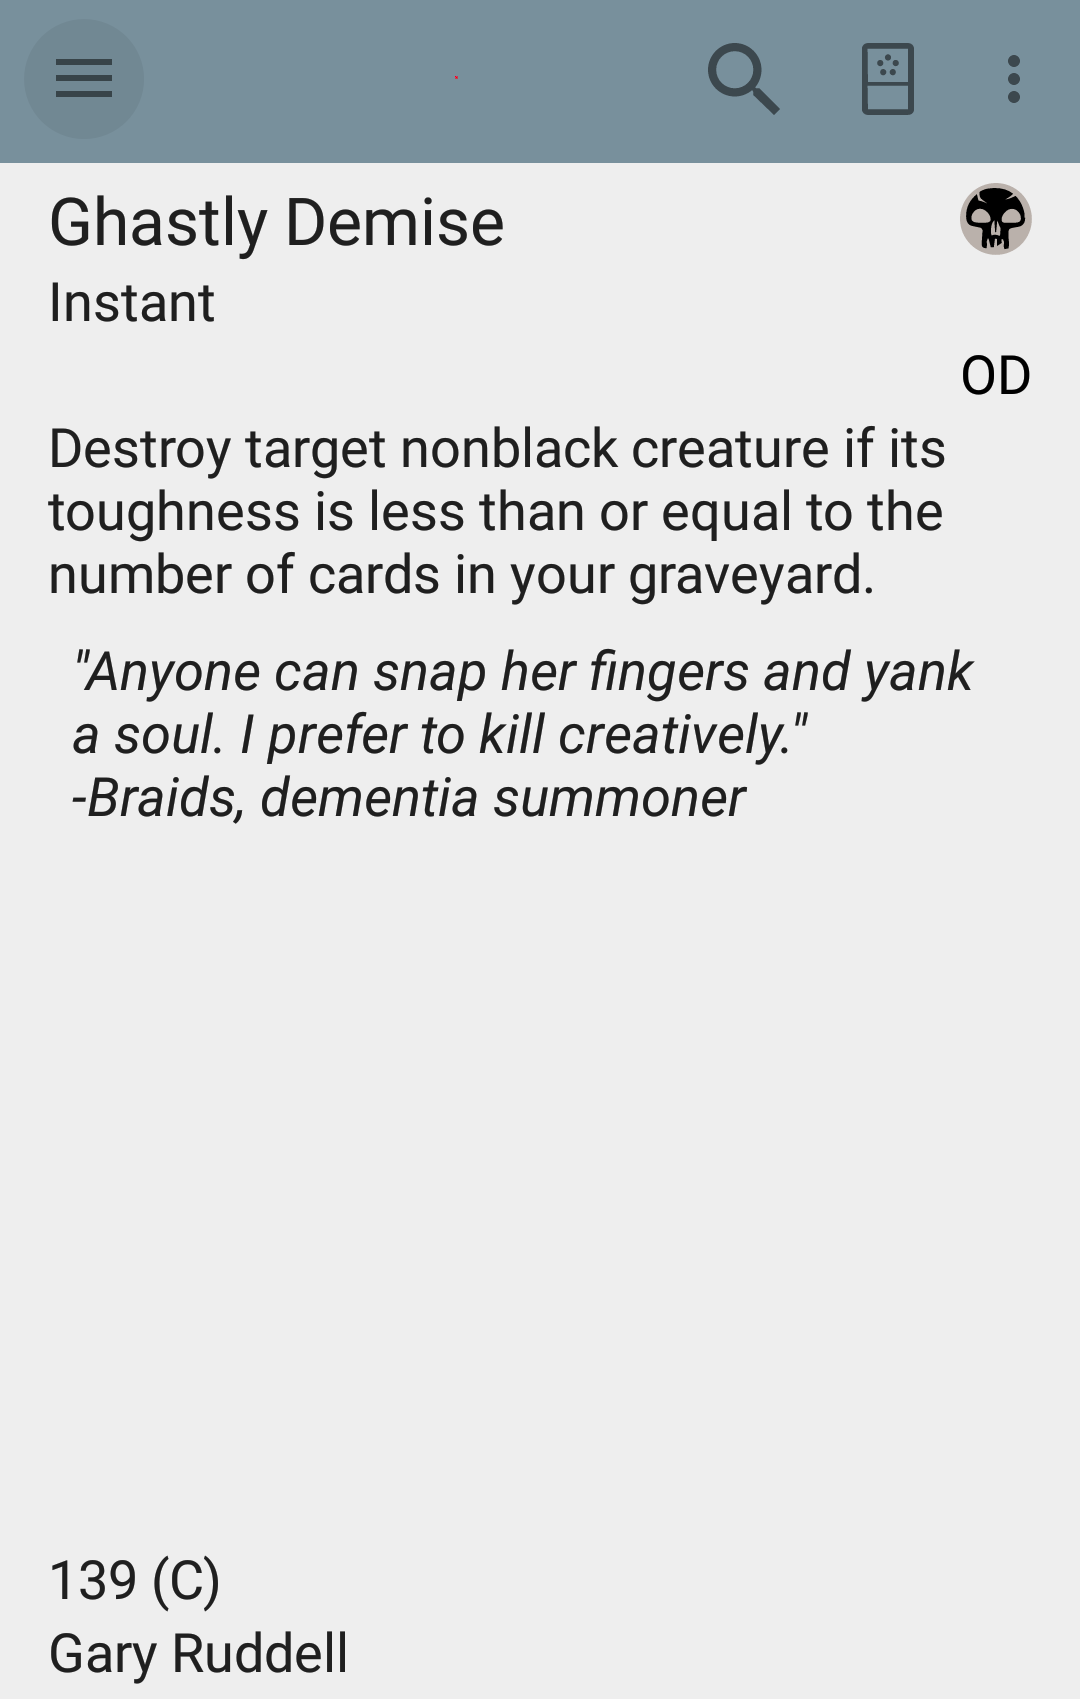 Ghastly Demise
Instant
OD
Destroy target nonblack creature if its
toughness is less than or equal to the
number of cards in your graveyard.
"Anyone can snap her fingers and yank
a soul. I prefer to kill creatively."
-Braids, dementia summoner
139 (C)
Gary Ruddell